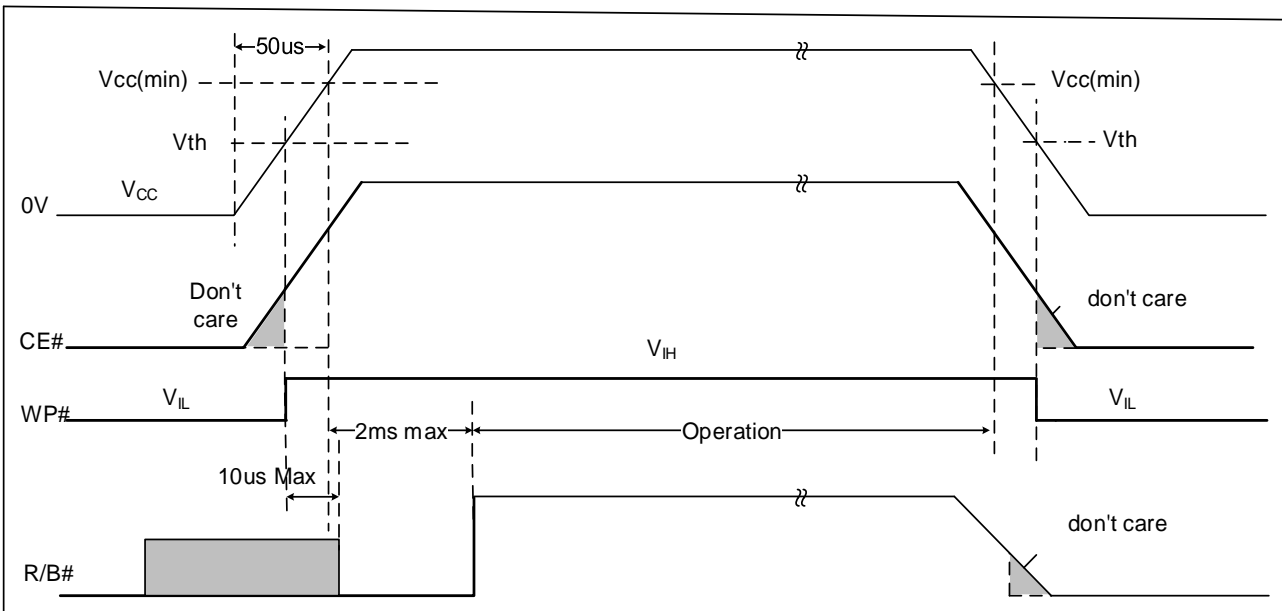 50us
Vcc(min)
Vcc(min)
Vth
Vth
VCC
0V
Don't
care
don't care
CE#
VIH
VIL
VIL
WP#
2ms max
Operation
10us Max
don't care
R/B#